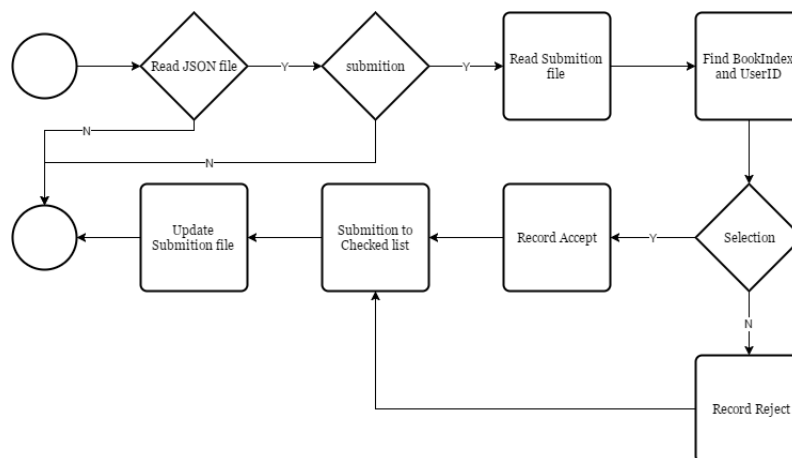 Read JSON file
Y
submition
Y
Read Submition
file
Find BookIndex
and UserID
N
N
Update
Submition file
Submition to
Checked list
Record Accept
Y
Selection
N
Record Reject